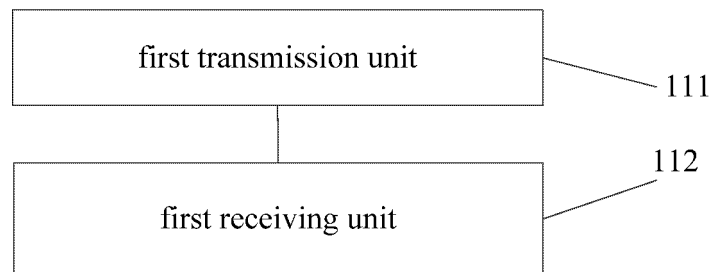 first transmission unit
111
112
first receiving unit